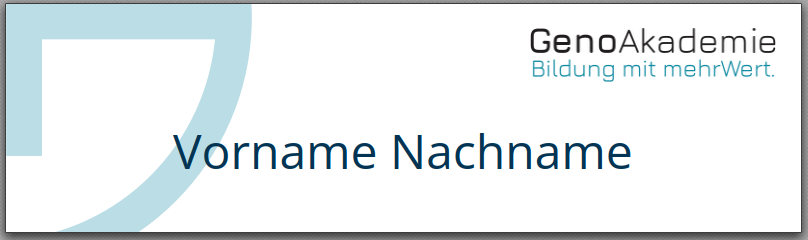 GenoAkademie
Bildung mit mehrWert.
Vorname Nachname